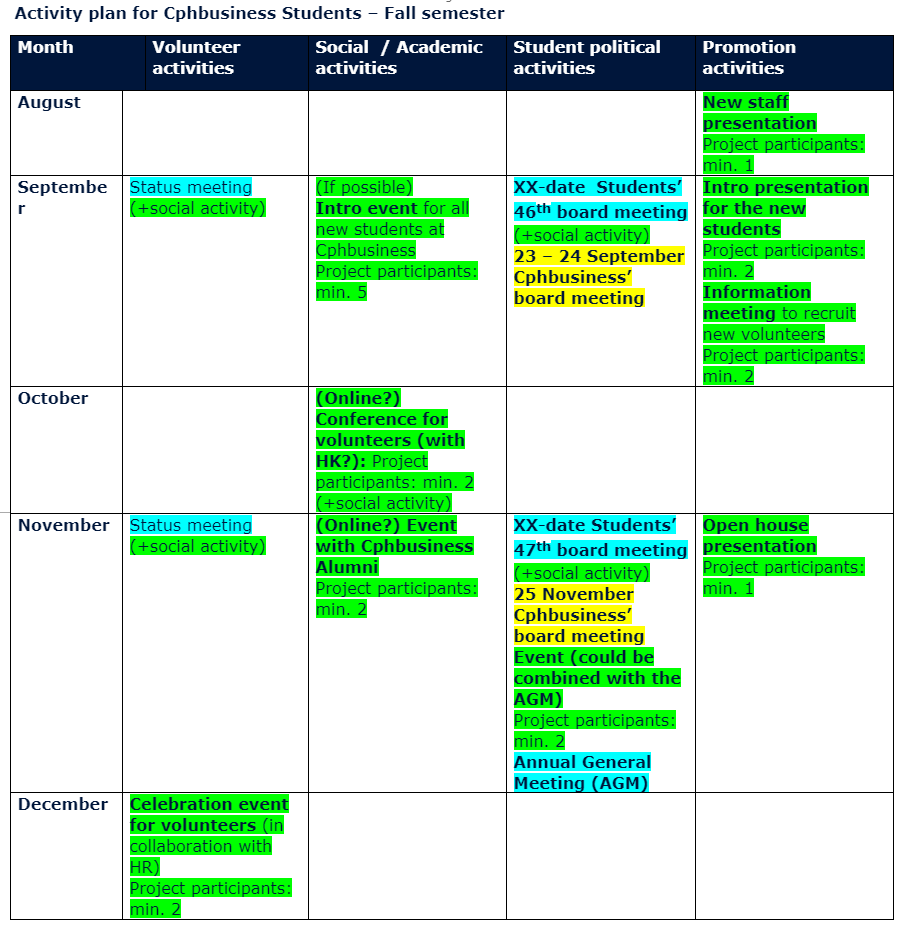 Activity plan for Cphbusiness Students – Fall semester
Month
Volunteer
activities
Social / Academic
activities
Student political
activities
Promotion
activities
August
New staff
presentation
Project participants:
min. 1
Septembe
r
Status meeting
(+social activity)
(If possible)
Intro event for all
new students at
Cphbusiness
Project participants:
min. 5
XX-date Students’
46th board meeting
(+social activity)
23 – 24 September
Cphbusiness’
board meeting
Intro presentation
for the new
students
Project participants:
min. 2
Information
meeting to recruit
new volunteers
Project participants:
min. 2
October
(Online?)
Conference for
volunteers (with
HK?): Project
participants: min. 2
(+social activity)
November
Status meeting
(+social activity)
(Online?) Event
with Cphbusiness
Alumni
Project participants:
min. 2
XX-date Students’
47th board meeting
(+social activity)
25 November
Cphbusiness’
board meeting
Event (could be
combined with the
AGM)
Project participants:
min. 2
Annual General
Meeting (AGM)
Open house
presentation
Project participants:
min. 1
December
Celebration event
for volunteers (in
collaboration with
HR)
Project participants:
min. 2